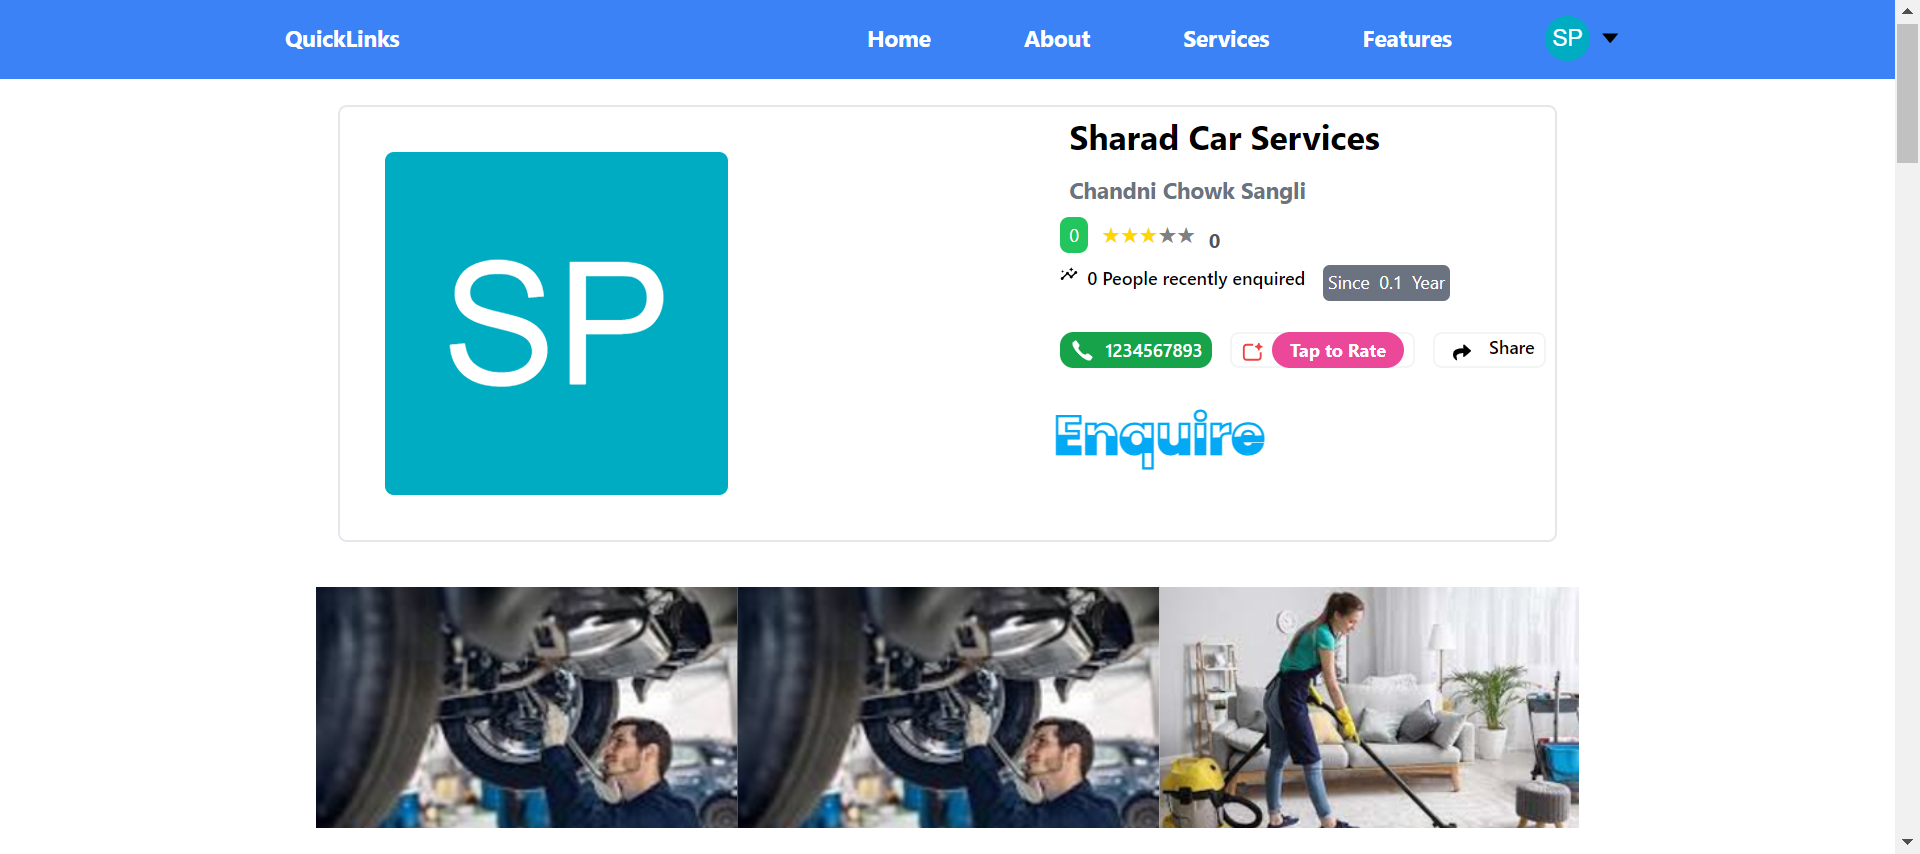 QuickLinks Home About Services Features SP
SP
Sharad Car Services
Chandni Chowk Sangli
0 0
0 People recently enquired Since 0.1 Year
1234567893 Tap to Rate Share
Enquire